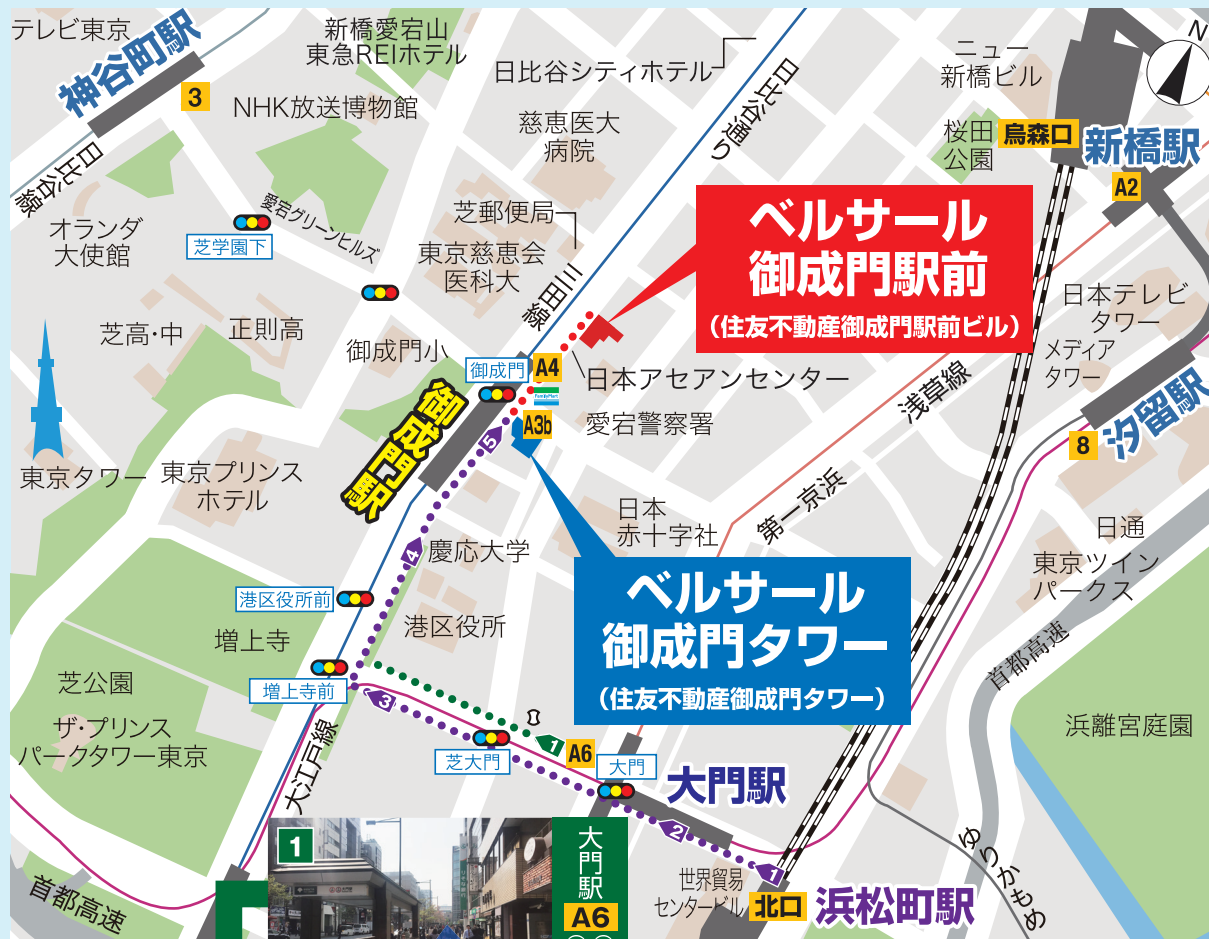 テレビ東京
神谷町駅
3
新橋愛宕山
東急REIホテル
NHK放送博物館
日比谷シティホテル
慈恵医大
病院
日比谷通り
ニュー
新橋ビル
N
桜田
公園
烏森口
新橋駅
A2
日比谷線
オランダ
大使館
芝学園下
愛宕グリーンヒルズ
芝郵便局
東京慈恵会
医科大
三田線
ベルサール
御成門駅前
(住友不動産御成門駅前ビル)
日本テレビ
タワー
メディア
タワー
汐留駅
8
芝高・中
正則高
御成門小
御成門
A4
日本アセアンセンター
FamilyMart
A3b
愛宕警察署
浅草線
御成門駅
5
東京タワー
東京プリンス
ホテル
日本
赤十字社
第一京浜
日通
東京ツイン
パークス
4
慶応大学
ベルサール
御成門タワー
(住友不動産御成門タワー)
港区役所前
港区役所
増上寺
首都高速
芝公園
増上寺前
3
ザ・プリンス
パークタワー東京
浜離宮庭園
大江戸線
芝大門
1
A6
大門
大門駅
2
1
世界貿易
センタービル
北口
浜松町駅
ゆりかもめ
首都高速
1
大門駅
A6